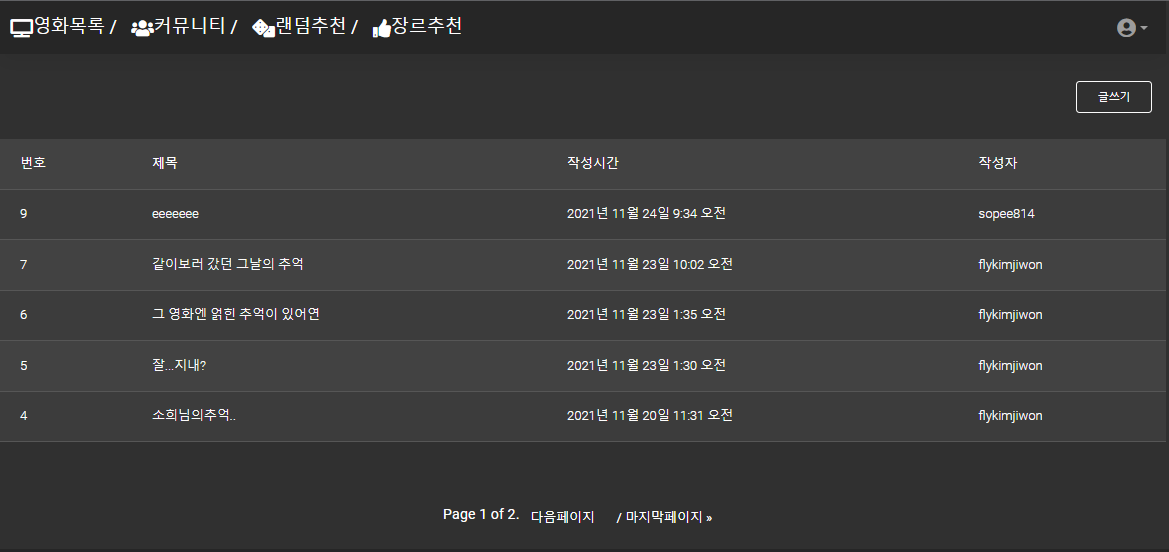 영화목록 / 커뮤니티 / 랜덤추천 / 장르추천
글쓰기
번호 제목 작성시간 작성자
9 eeeeeee 2021년 11월 24일 9:34 오전 sopee814
7 같이보러 갔던 그날의 추억 2021년 11월 23일 10:02 오전 flykimjiwon
6 그 영화엔 얽힌 추억이 있어연 2021년 11월 23일 1:35 오전 flykimjiwon
5 잘...지내? 2021년 11월 23일 1:30 오전 flykimjiwon
4 소희님의추억.. 2021년 11월 20일 11:31 오전 flykimjiwon
Page 1 of 2. 다음페이지 / 마지막페이지 »